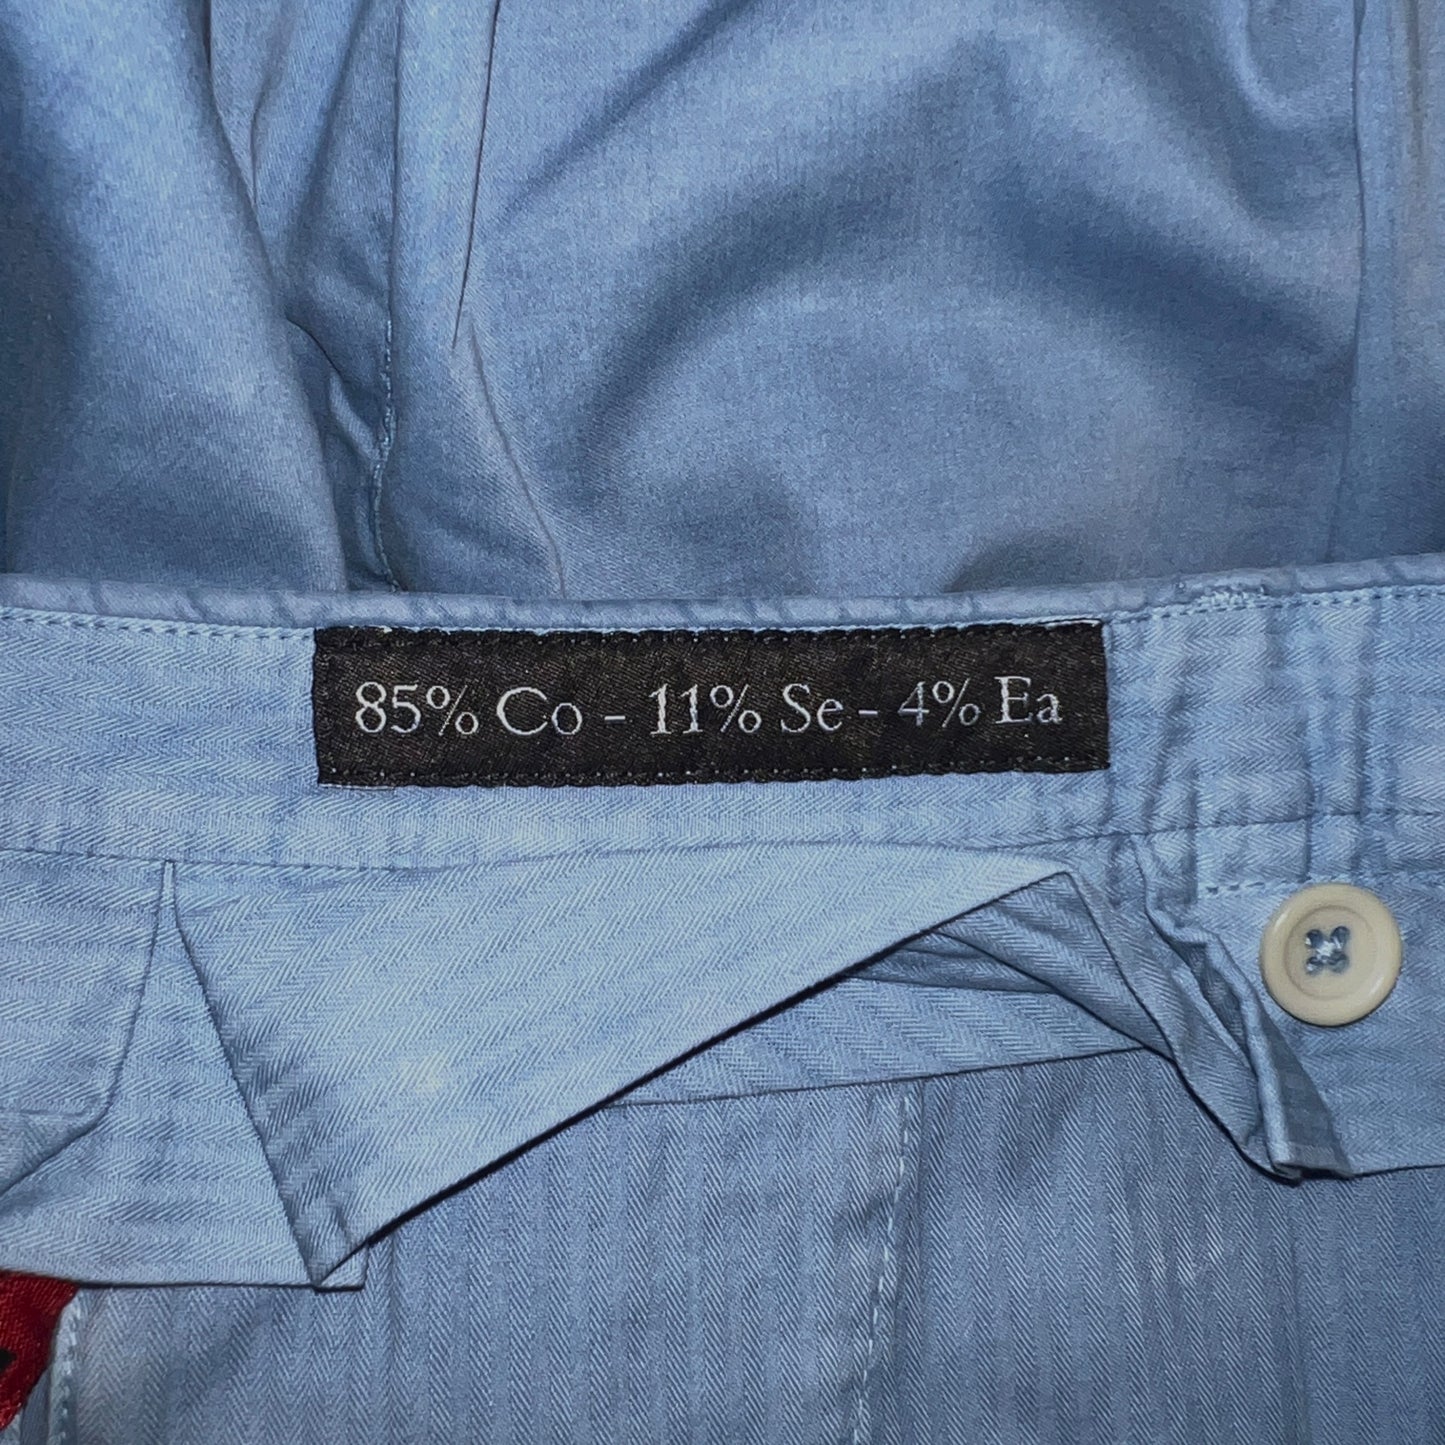 85% Co - 11% Se - 4% Ea